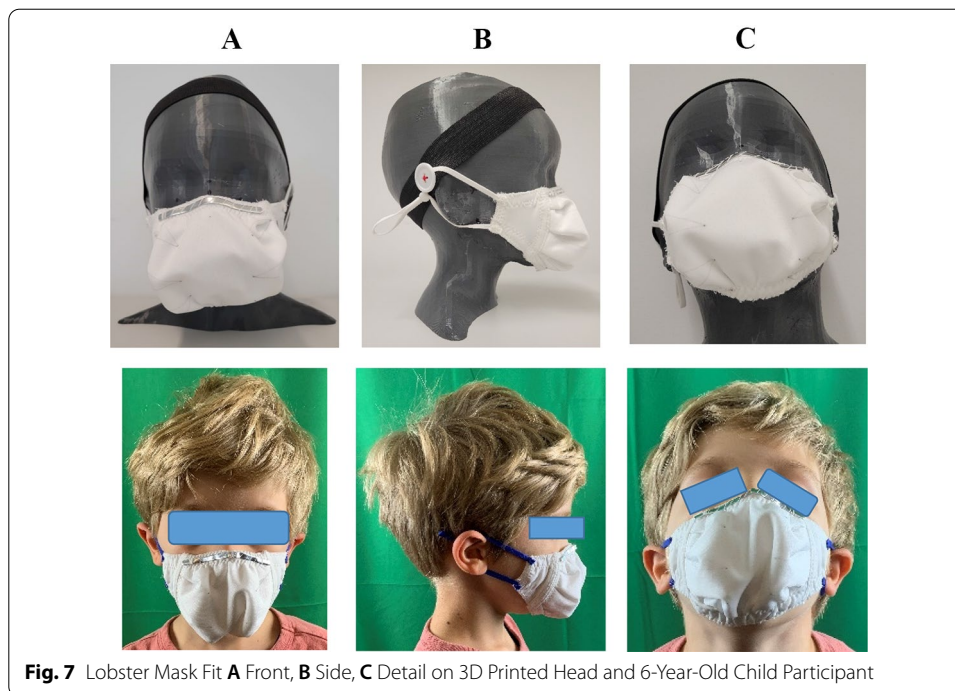 A B C
Fig. 7 Lobster Mask Fit A Front, B Side, C Detail on 3D Printed Head and 6-Year-Old Child Participant